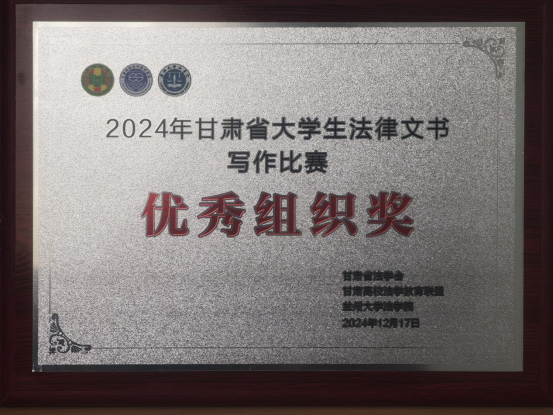 2024年甘肃省大学生法律文书
写作比赛
优秀组织奖
甘肃省法学会
甘肃高校法学教育联盟
兰州大学法学院
2024年12月17日